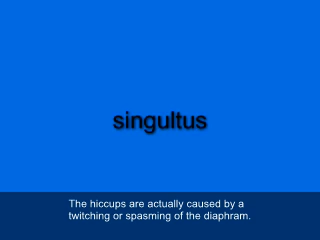 singultus
The hiccups are actually caused by a
twitching or spasming of the diaphram.